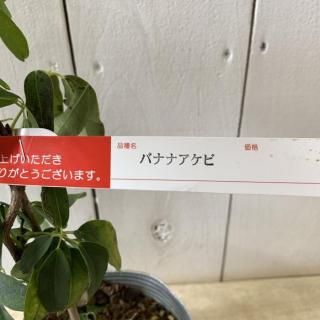 上げいただき
りがとうございます。
品種名
バナナアケビ
価格